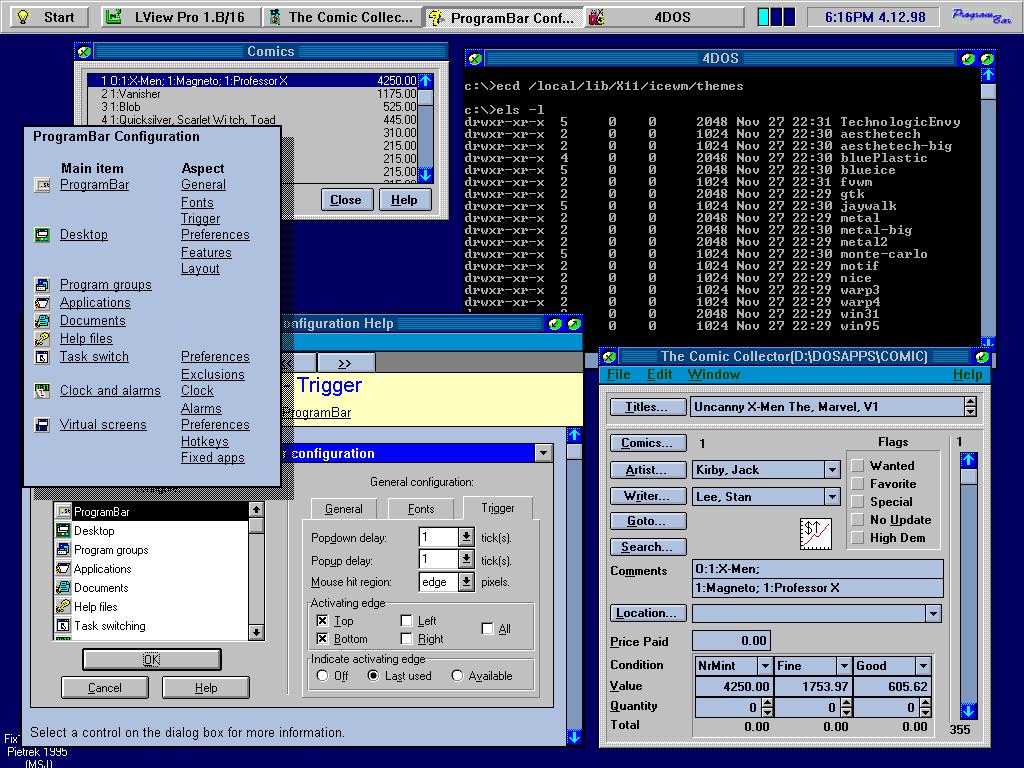 Start
LView Pro 1.B/16
The Comic Collec...
ProgramBar Conf...
4DOS
6:16PM 4.12.98
ProgramBar
Comics
1 0:1:X-Men; 1:Magneto; 1:Professor X 4250.00
2 1:Vanisher 1175.00
3 1:Blob 525.00
4 1:Quicksilver, Scarlet Witch, Toad 445.00
310.00
215.00
215.00
215.00
Close Help
4DOS
c:\>ecd /local/lib/X11/icewm/themes
c:\>els -l
drwxr-xr-x 5 0 0 2048 Nov 27 22:31 TechnologicEnvy
drwxr-xr-x 2 0 0 1024 Nov 27 22:30 aesthetech
drwxr-xr-x 2 0 0 1024 Nov 27 22:30 aesthetech-big
drwxr-xr-x 4 0 0 1024 Nov 27 22:30 bluePlastic
drwxr-xr-x 5 0 0 2048 Nov 27 22:30 blueice
drwxr-xr-x 2 0 0 1024 Nov 27 22:31 fvwm
drwxr-xr-x 2 0 0 2048 Nov 27 22:29 gtk
drwxr-xr-x 5 0 0 2048 Nov 27 22:30 jaywalk
drwxr-xr-x 2 0 0 2048 Nov 27 22:29 metal
drwxr-xr-x 2 0 0 2048 Nov 27 22:30 metal-big
drwxr-xr-x 2 0 0 2048 Nov 27 22:29 metal2
drwxr-xr-x 5 0 0 2048 Nov 27 22:30 monte-carlo
drwxr-xr-x 2 0 0 1024 Nov 27 22:29 motif
drwxr-xr-x 2 0 0 1024 Nov 27 22:29 nice
drwxr-xr-x 2 0 0 1024 Nov 27 22:29 warp3
drwxr-xr-x 2 0 0 1024 Nov 27 22:29 warp4
drwxr-xr-x 2 0 0 2048 Nov 27 22:29 win31
drwxr-xr-x 2 0 0 1024 Nov 27 22:29 win95
ProgramBar Configuration
Main item Aspect
ProgramBar General
Fonts
Trigger
Desktop Preferences
Features
Layout
Program groups
Applications
Documents
Help files
Task switch Preferences
Exclusions
Clock and alarms Clock
Alarms
Virtual screens Preferences
Hotkeys
Fixed apps
onfiguration Help
<< >>
Trigger
ProgramBar
configuration
General configuration:
General Fonts Trigger
Popdown delay: 1 tick(s).
Popup delay: 1 tick(s).
Mouse hit region: edge pixels.
Activating edge
Top Left
All
Bottom Right
Indicate activating edge
Off Last used Available
ProgramBar
Desktop
Program groups
Applications
Documents
Help files
Task switching
OK
Cancel Help
Select a control on the dialog box for more information.
The Comic Collector(D:\DOSAPPS\COMIC)
File Edit Window Help
Titles... Uncanny X-Men The, Marvel, V1
Comics... 1 Flags 1
Artist... Kirby, Jack
Writer... Lee, Stan
Goto...
Search...
Wanted
Favorite
Special
No Update
High Dem
Comments 0:1:X-Men;
1:Magneto; 1:Professor X
Location...
Price Paid 0.00
Condition NrMint Fine Good
Value 4250.00 1753.97 605.62
Quantity 0 0 0
Total 0.00 0.00 0.00
355
Pietrek 1995
(MSJ)